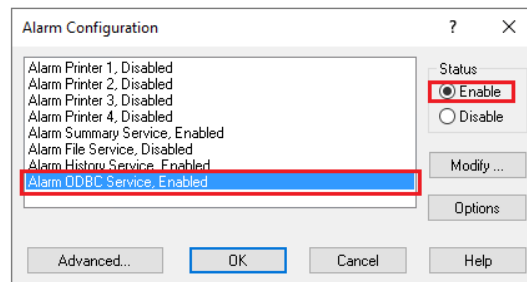 Alarm Configuration
? X
Alarm Printer 1, Disabled
Alarm Printer 2, Disabled
Alarm Printer 3, Disabled
Alarm Printer 4, Disabled
Alarm Summary Service, Enabled
Alarm File Service, Disabled
Alarm History Service, Enabled
Alarm ODBC Service, Enabled
Status
Enable
Disable
Modify ...
Options
Advanced...
OK
Cancel
Help